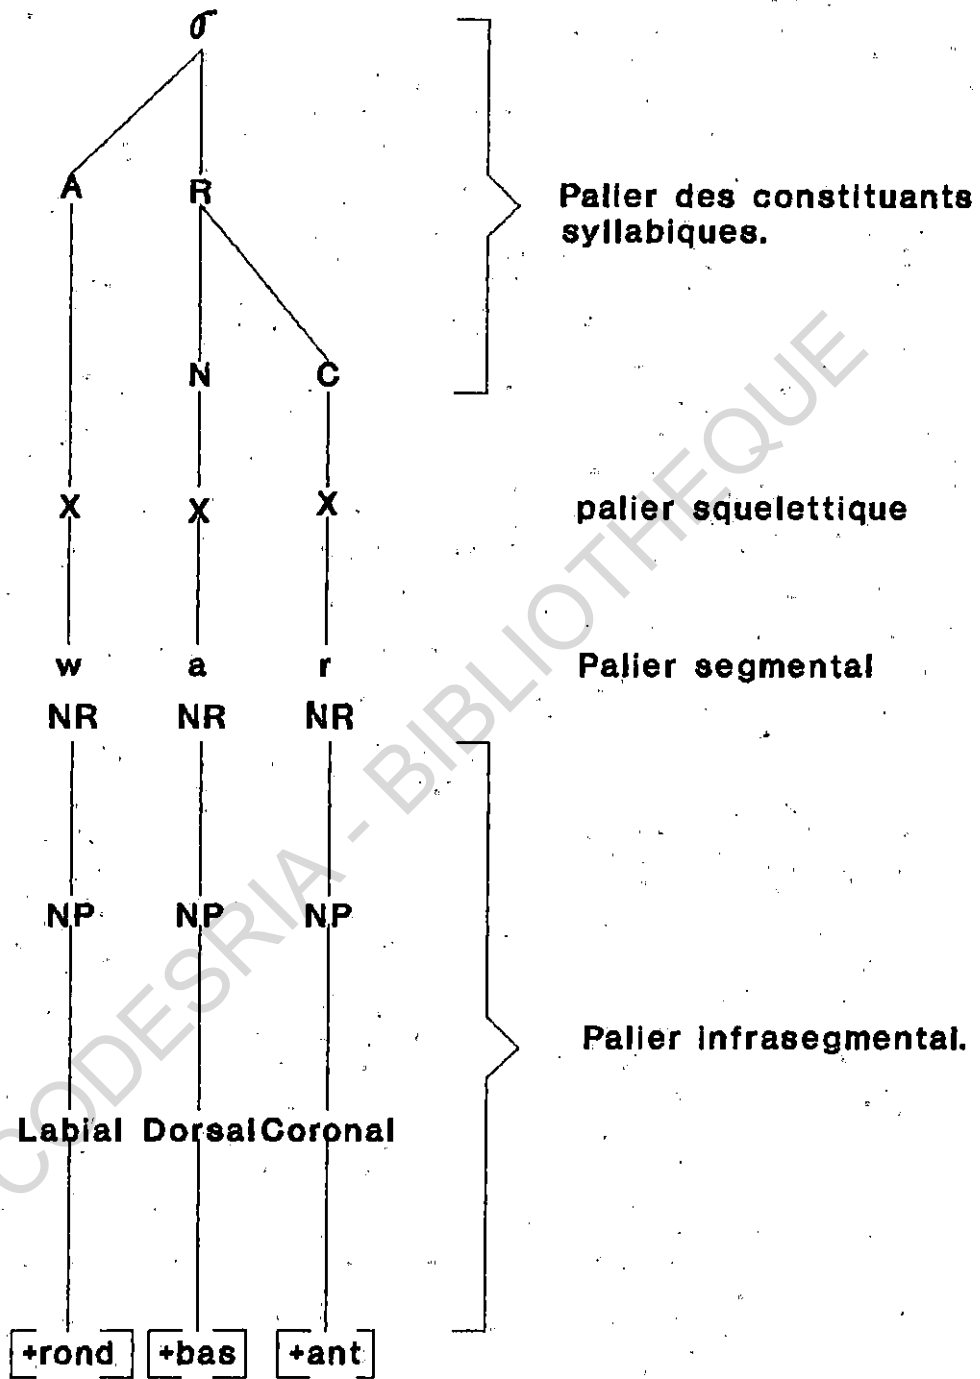 σ
A R
Palier des constituants
syllabiques.
N C
X X X
palier squelettique
w a r
Palier segmental
NR NR NR
NP NP NP
Palier infrasegmental.
Labial Dorsal Coronal
[+rond] [+bas] [+ant]
CODESRIA - BIBLIOTHEQUE